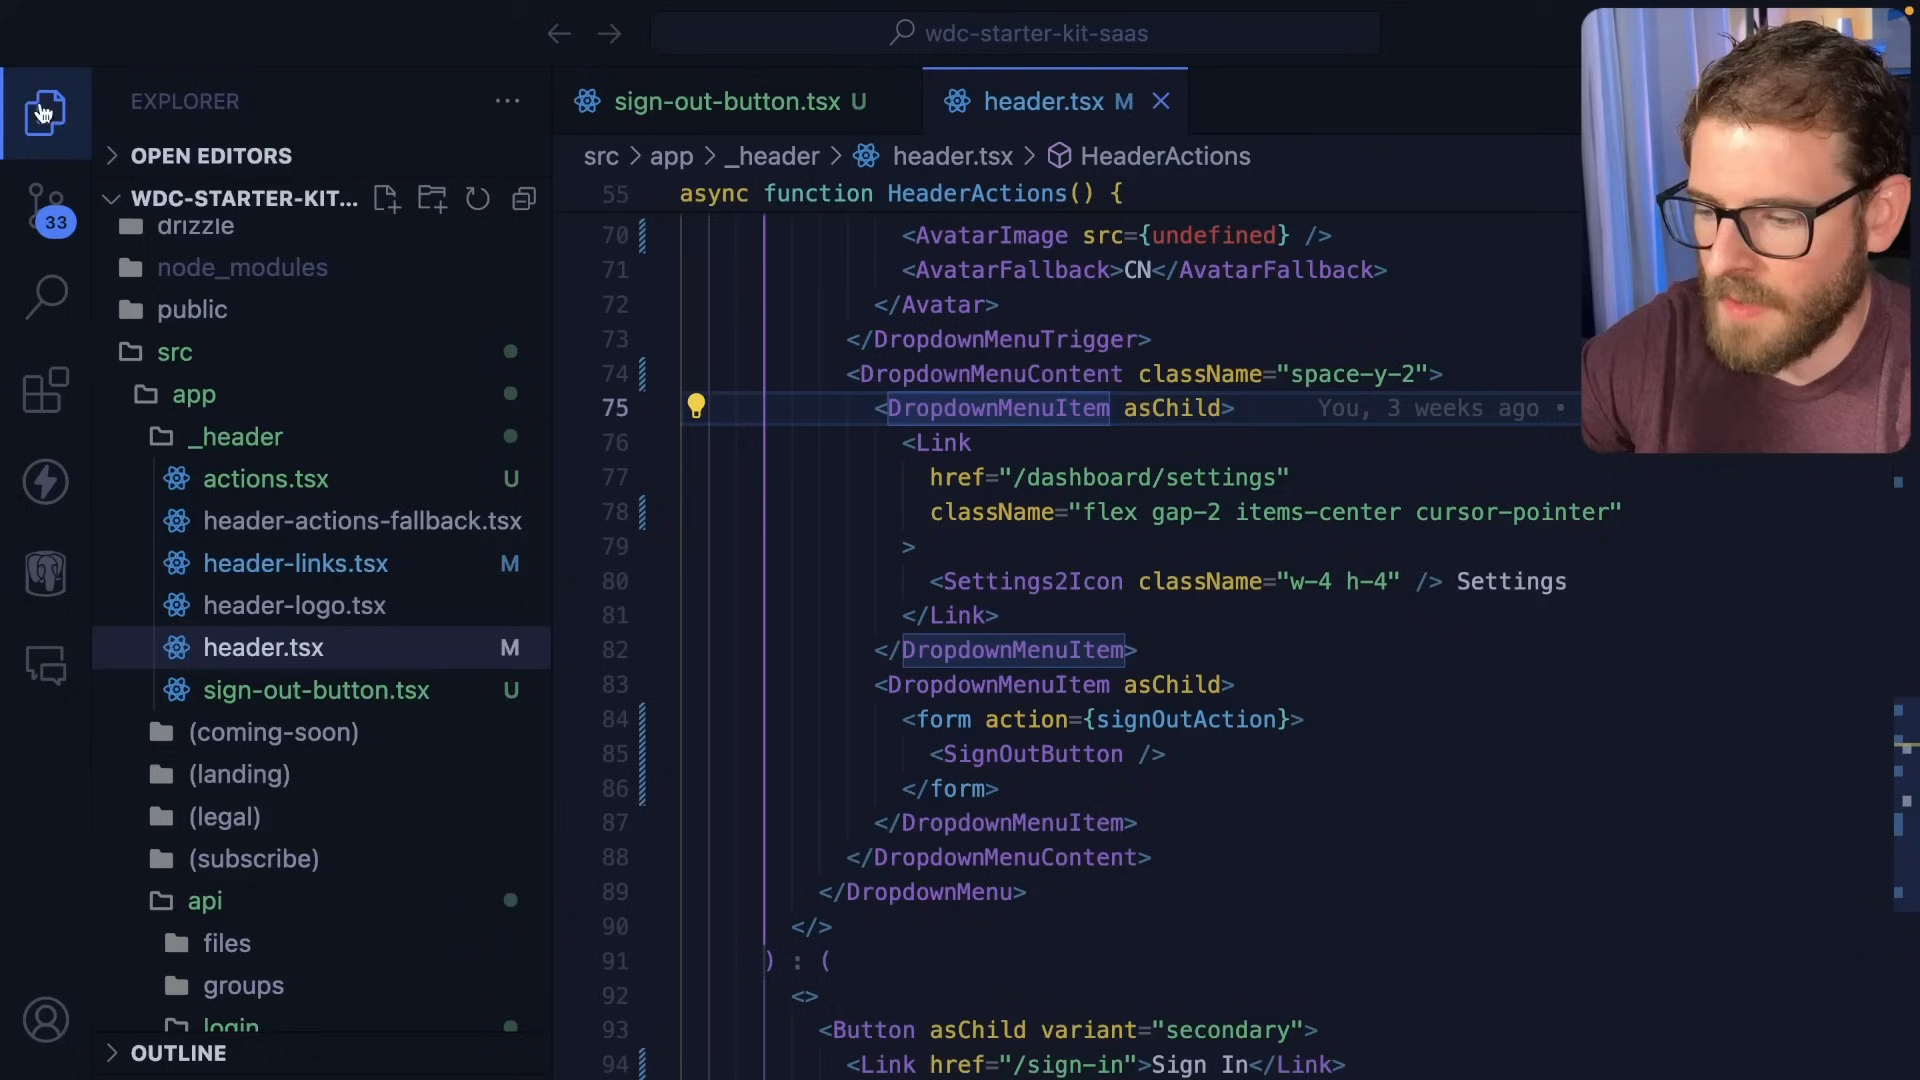 wdc-starter-kit-saas
EXPLORER
OPEN EDITORS
WDC-STARTER-KIT...
drizzle
node_modules
public
src
app
_header
actions.tsx U
header-actions-fallback.tsx
header-links.tsx M
header-logo.tsx
header.tsx M
sign-out-button.tsx U
(coming-soon)
(landing)
(legal)
(subscribe)
api
files
groups
login
OUTLINE
33
sign-out-button.tsx U
header.tsx M
src > app > _header > header.tsx > HeaderActions
55 async function HeaderActions() {
70 <AvatarImage src={undefined} />
71 <AvatarFallback>CN</AvatarFallback>
72 </Avatar>
73 </DropdownMenuTrigger>
74 <DropdownMenuContent className="space-y-2">
75 <DropdownMenuItem asChild> You, 3 weeks ago •
76 <Link
77 href="/dashboard/settings"
78 className="flex gap-2 items-center cursor-pointer"
79 >
80 <Settings2Icon className="w-4 h-4" /> Settings
81 </Link>
82 </DropdownMenuItem>
83 <DropdownMenuItem asChild>
84 <form action={signOutAction}>
85 <SignOutButton />
86 </form>
87 </DropdownMenuItem>
88 </DropdownMenuContent>
89 </DropdownMenu>
90 </>
91 ) : (
92 <>
93 <Button asChild variant="secondary">
94 <Link href="/sign-in">Sign In</Link>